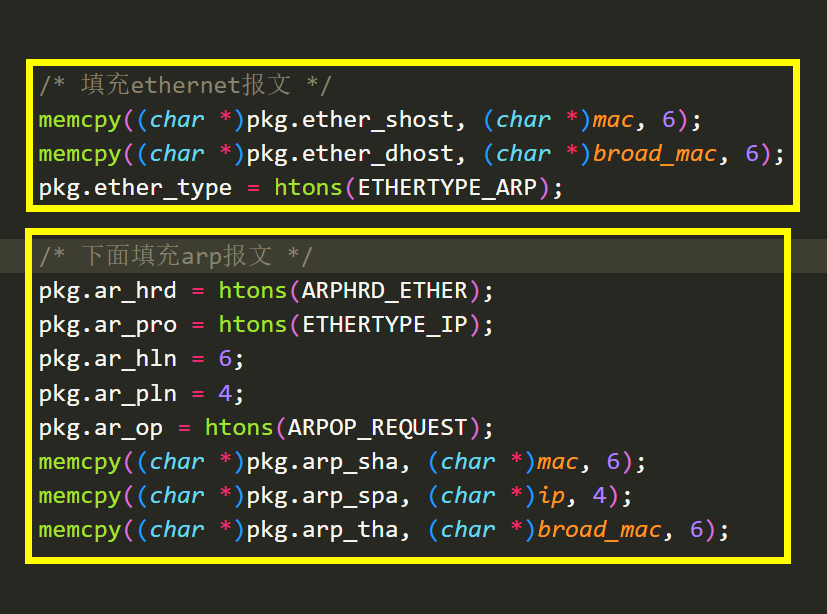 /* 填充ethernet报文 */
memcpy((char *)pkg.ether_shost, (char *)mac, 6);
memcpy((char *)pkg.ether_dhost, (char *)broad_mac, 6);
pkg.ether_type = htons(ETHERTYPE_ARP);
/* 下面填充arp报文 */
pkg.ar_hrd = htons(ARPHRD_ETHER);
pkg.ar_pro = htons(ETHERTYPE_IP);
pkg.ar_hln = 6;
pkg.ar_pln = 4;
pkg.ar_op = htons(ARPOP_REQUEST);
memcpy((char *)pkg.arp_sha, (char *)mac, 6);
memcpy((char *)pkg.arp_spa, (char *)ip, 4);
memcpy((char *)pkg.arp_tha, (char *)broad_mac, 6);